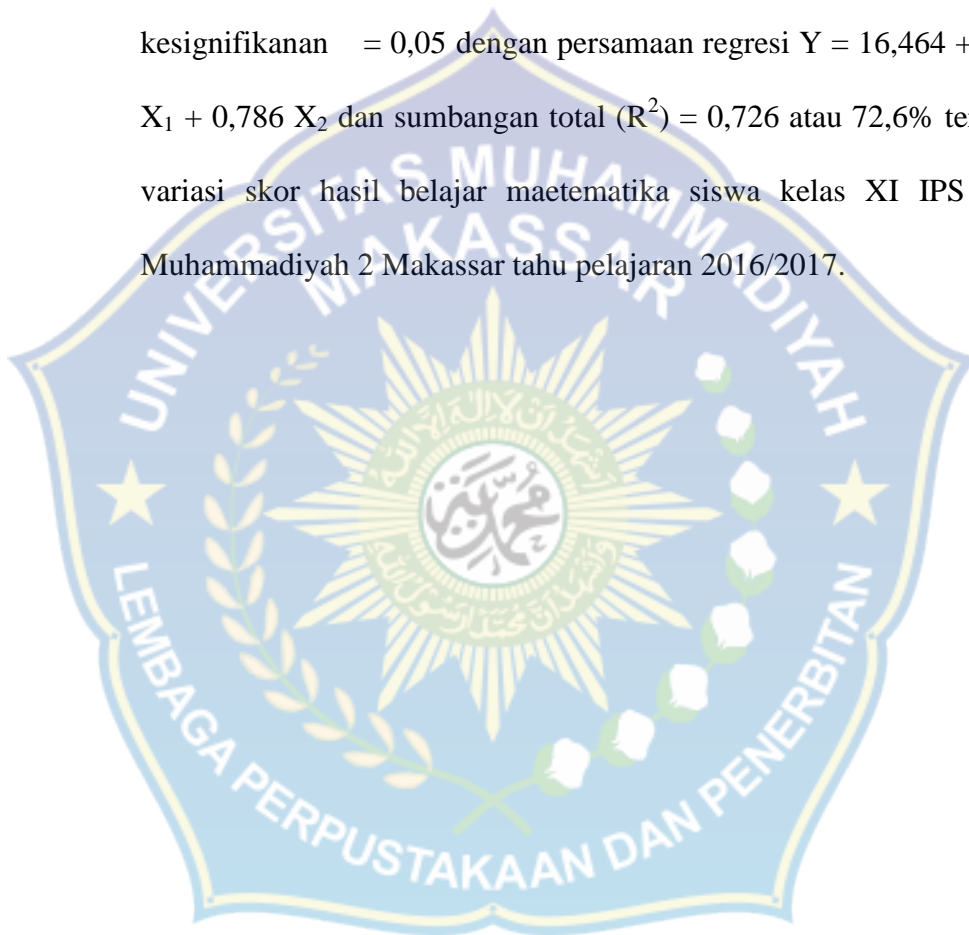 kesignifikanan = 0,05 dengan persamaan regresi Y = 16,464 +
X₁ + 0,786 X₂ dan sumbangan total (R²) = 0,726 atau 72,6%
variasi skor hasil belajar maetematika siswa kelas XI IPS
Muhammadiyah 2 Makassar tahu pelajaran 2016/2017.
UNIVERSITAS MUHAMMADIYAH
MAKASSAR
LEMBAGA PERPUSTAKAAN DAN PENERBITAN